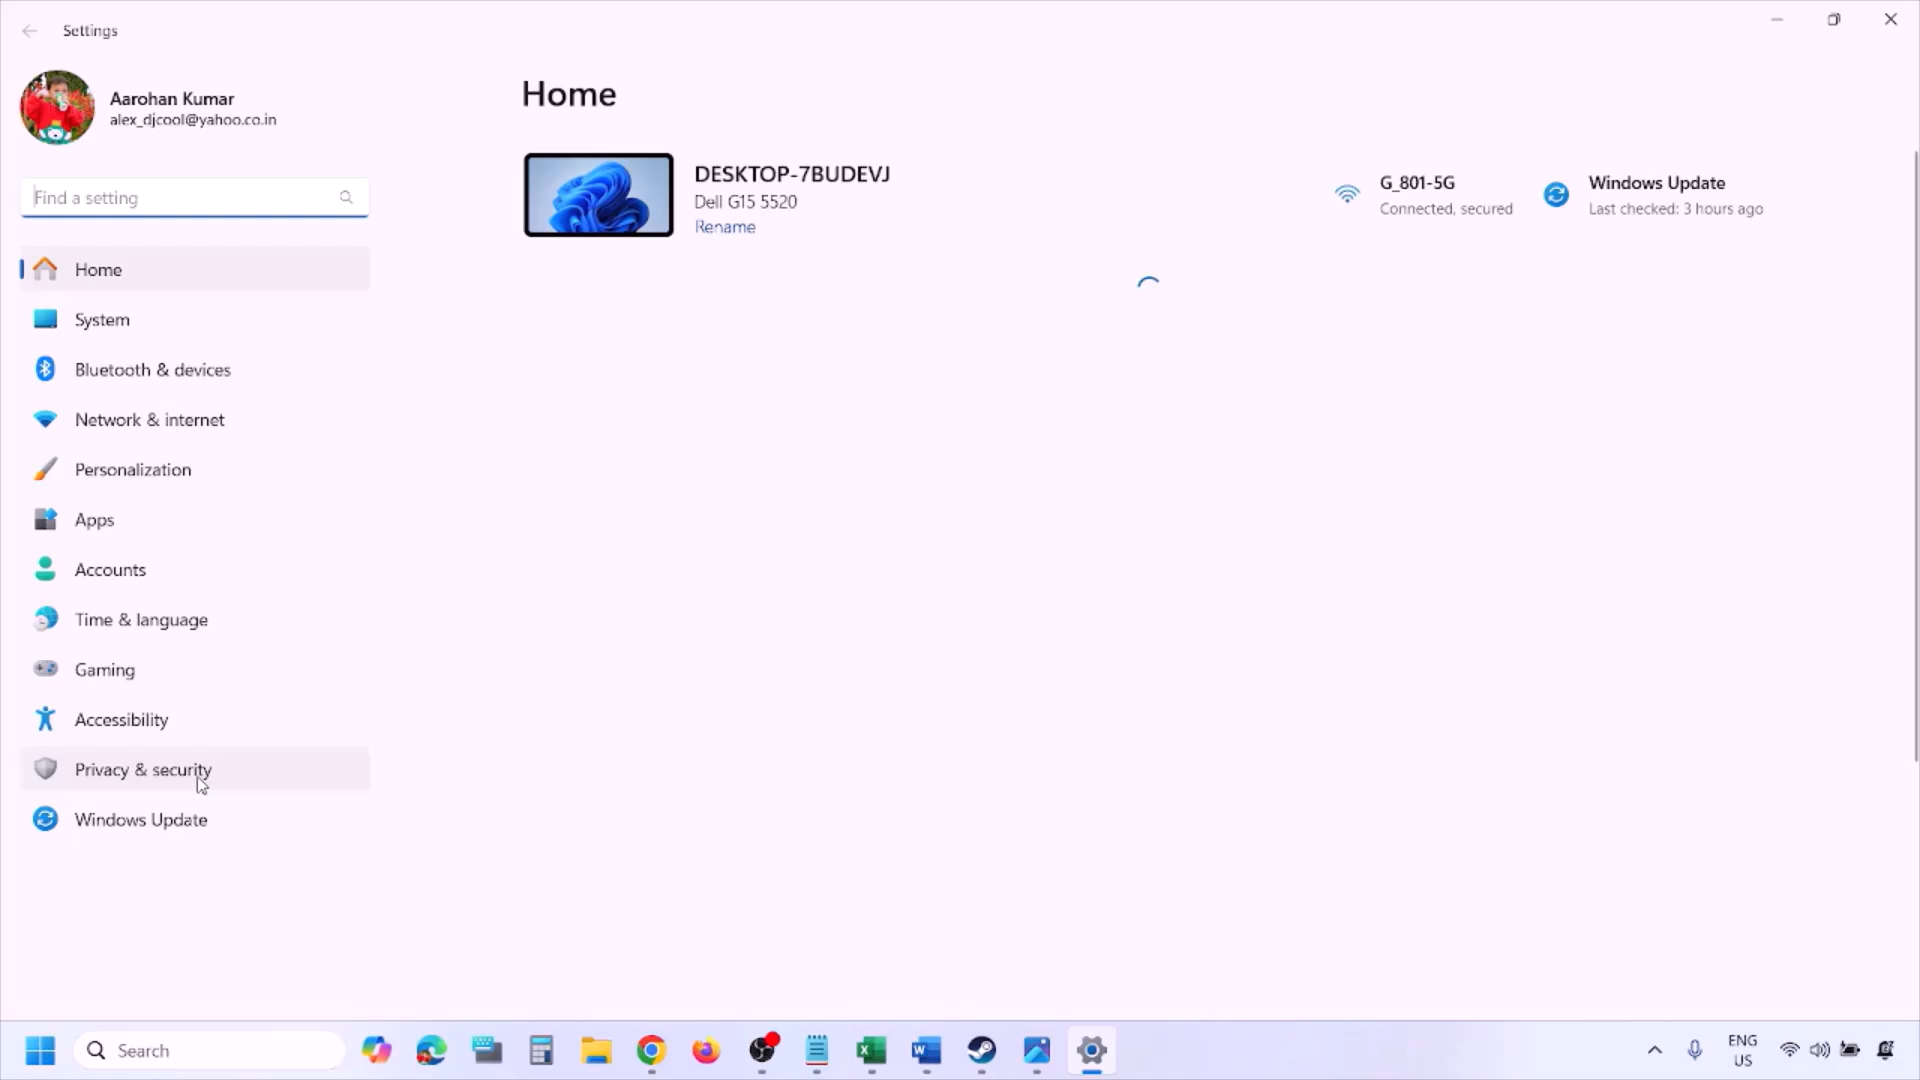 Settings
Aarohan Kumar
alex_djcool@yahoo.co.in
Find a setting
Home
System
Bluetooth & devices
Network & internet
Personalization
Apps
Accounts
Time & language
Gaming
Accessibility
Privacy & security
Windows Update
Home
DESKTOP-7BUDEVJ
Dell G15 5520
Rename
G_801-5G
Connected, secured
Windows Update
Last checked: 3 hours ago
Search
ENG
US